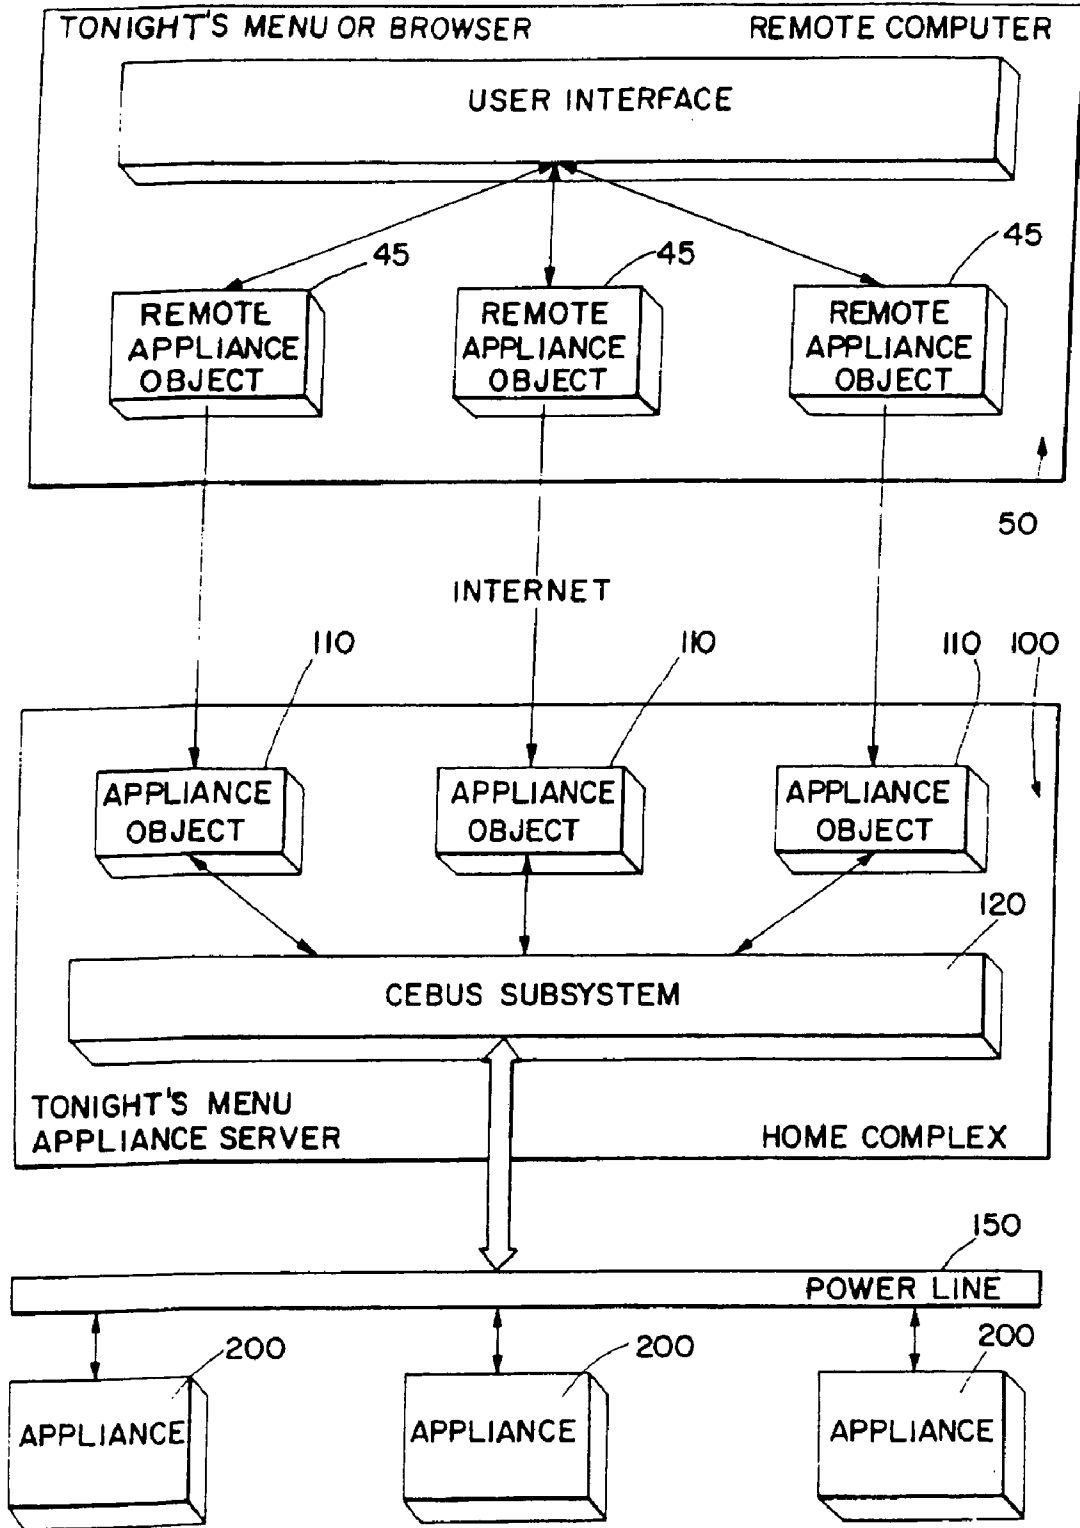 TONIGHT'S MENU OR BROWSER REMOTE COMPUTER
USER INTERFACE
45 45 45
REMOTE APPLIANCE OBJECT
REMOTE APPLIANCE OBJECT
REMOTE APPLIANCE OBJECT
50
INTERNET
110 110 110 100
APPLIANCE OBJECT
APPLIANCE OBJECT
APPLIANCE OBJECT
120
CEBUS SUBSYSTEM
TONIGHT'S MENU
APPLIANCE SERVER HOME COMPLEX
150
POWER LINE
200 200 200
APPLIANCE APPLIANCE APPLIANCE